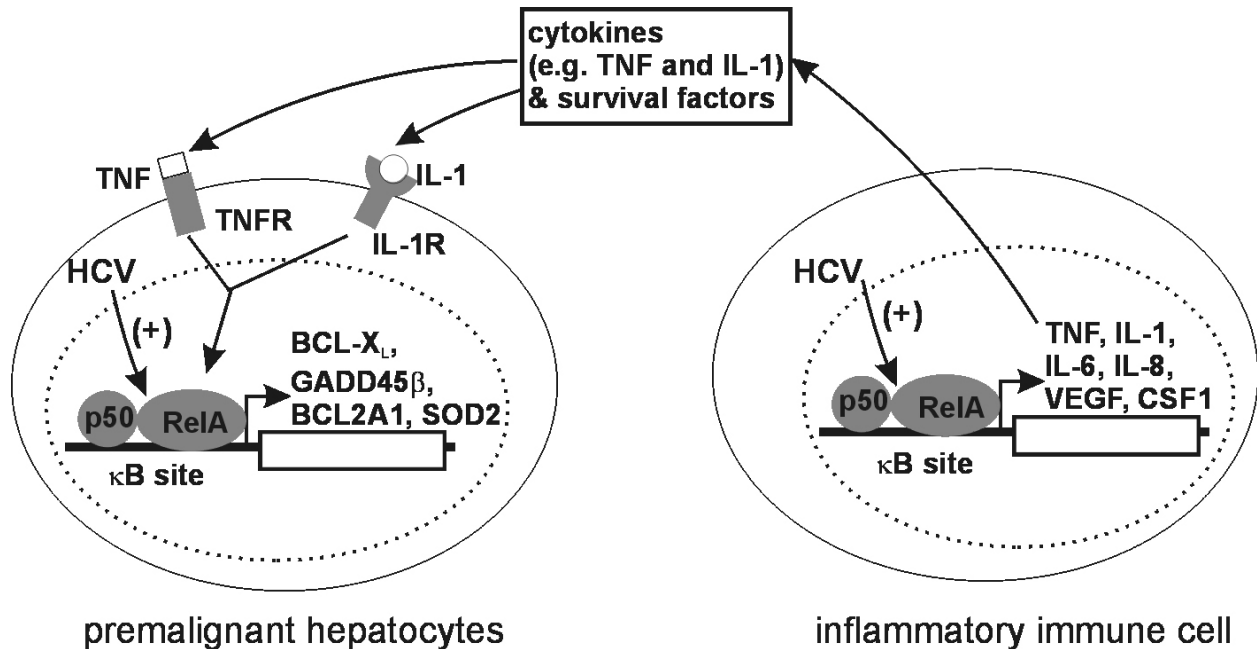 cytokines
(e.g. TNF and IL-1)
& survival factors
TNF
TNFR
IL-1
IL-1R
HCV
(+)
BCL-XL,
GADD45β,
BCL2A1, SOD2
p50
RelA
κB site
premalignant hepatocytes
HCV
(+)
TNF, IL-1,
IL-6, IL-8,
VEGF, CSF1
p50
RelA
κB site
inflammatory immune cell